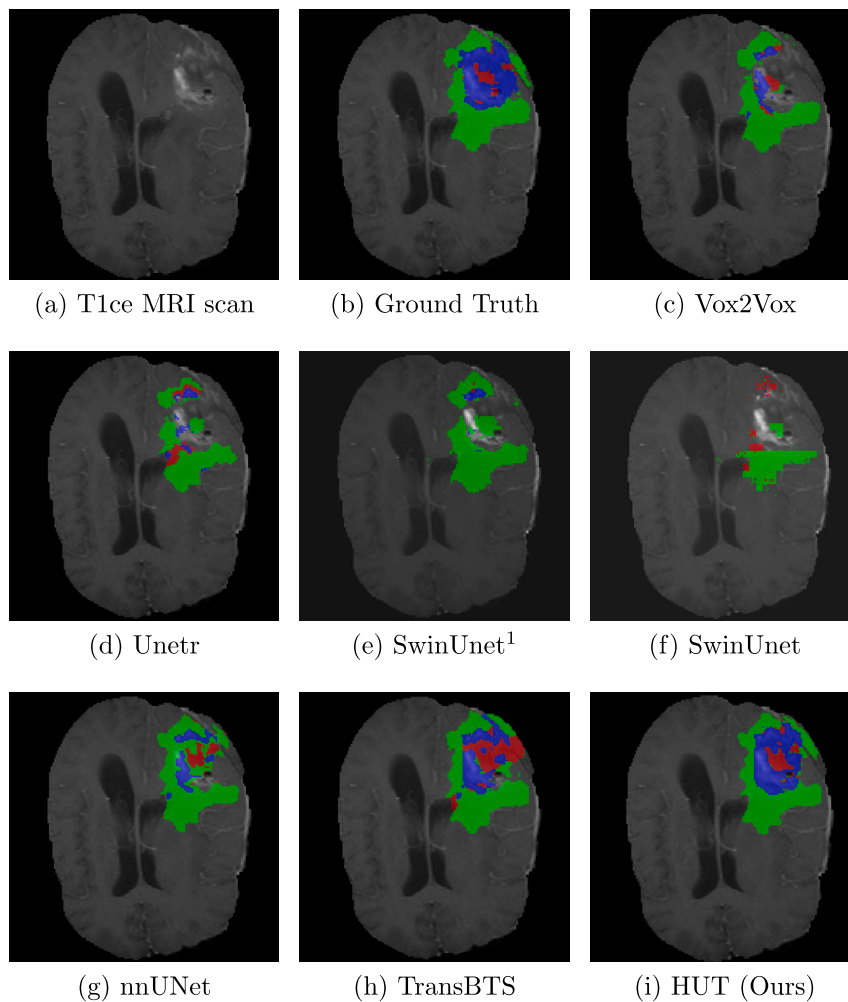 (a) T1ce MRI scan
(b) Ground Truth
(c) Vox2Vox
(d) Unetr
(e) SwinUnet¹
(f) SwinUnet
(g) nnUNet
(h) TransBTS
(i) HUT (Ours)